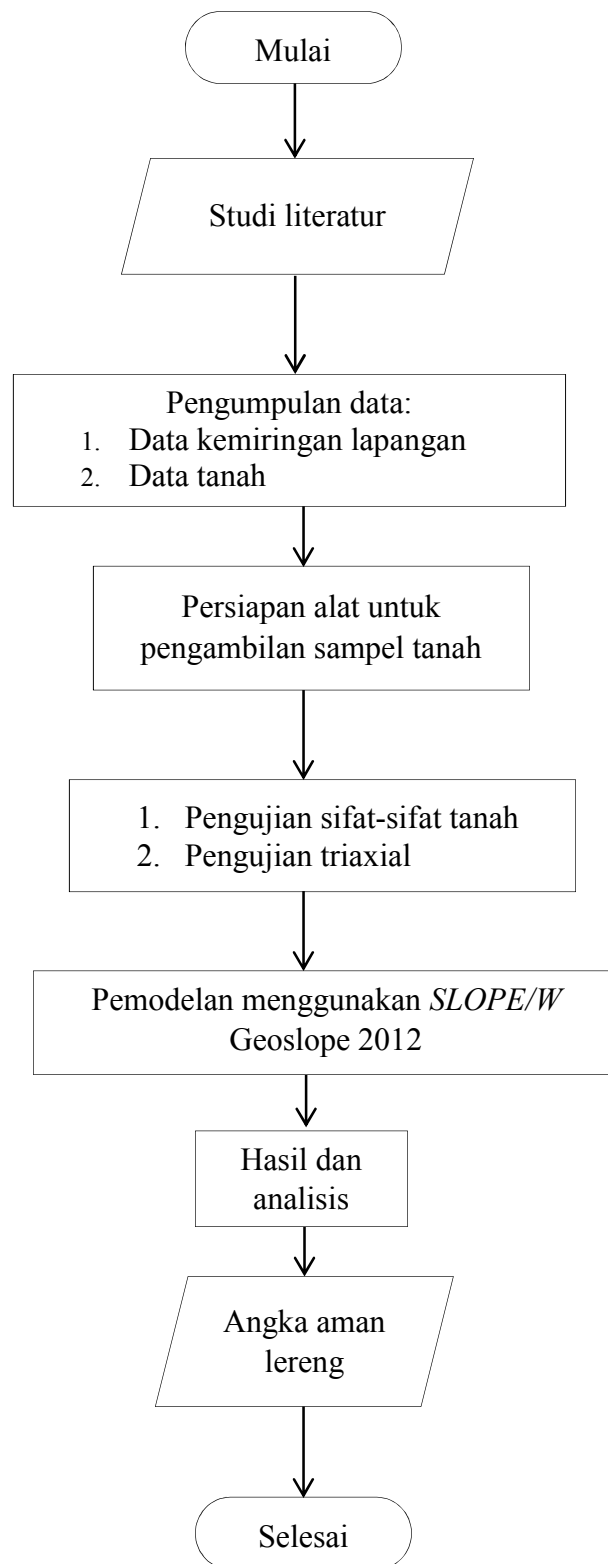 Mulai
Studi literatur
Pengumpulan data:
1. Data kemiringan lapangan
2. Data tanah
Persiapan alat untuk
pengambilan sampel tanah
1. Pengujian sifat-sifat tanah
2. Pengujian triaxial
Pemodelan menggunakan SLOPE/W
Geoslope 2012
Hasil dan
analisis
Angka aman
lereng
Selesai